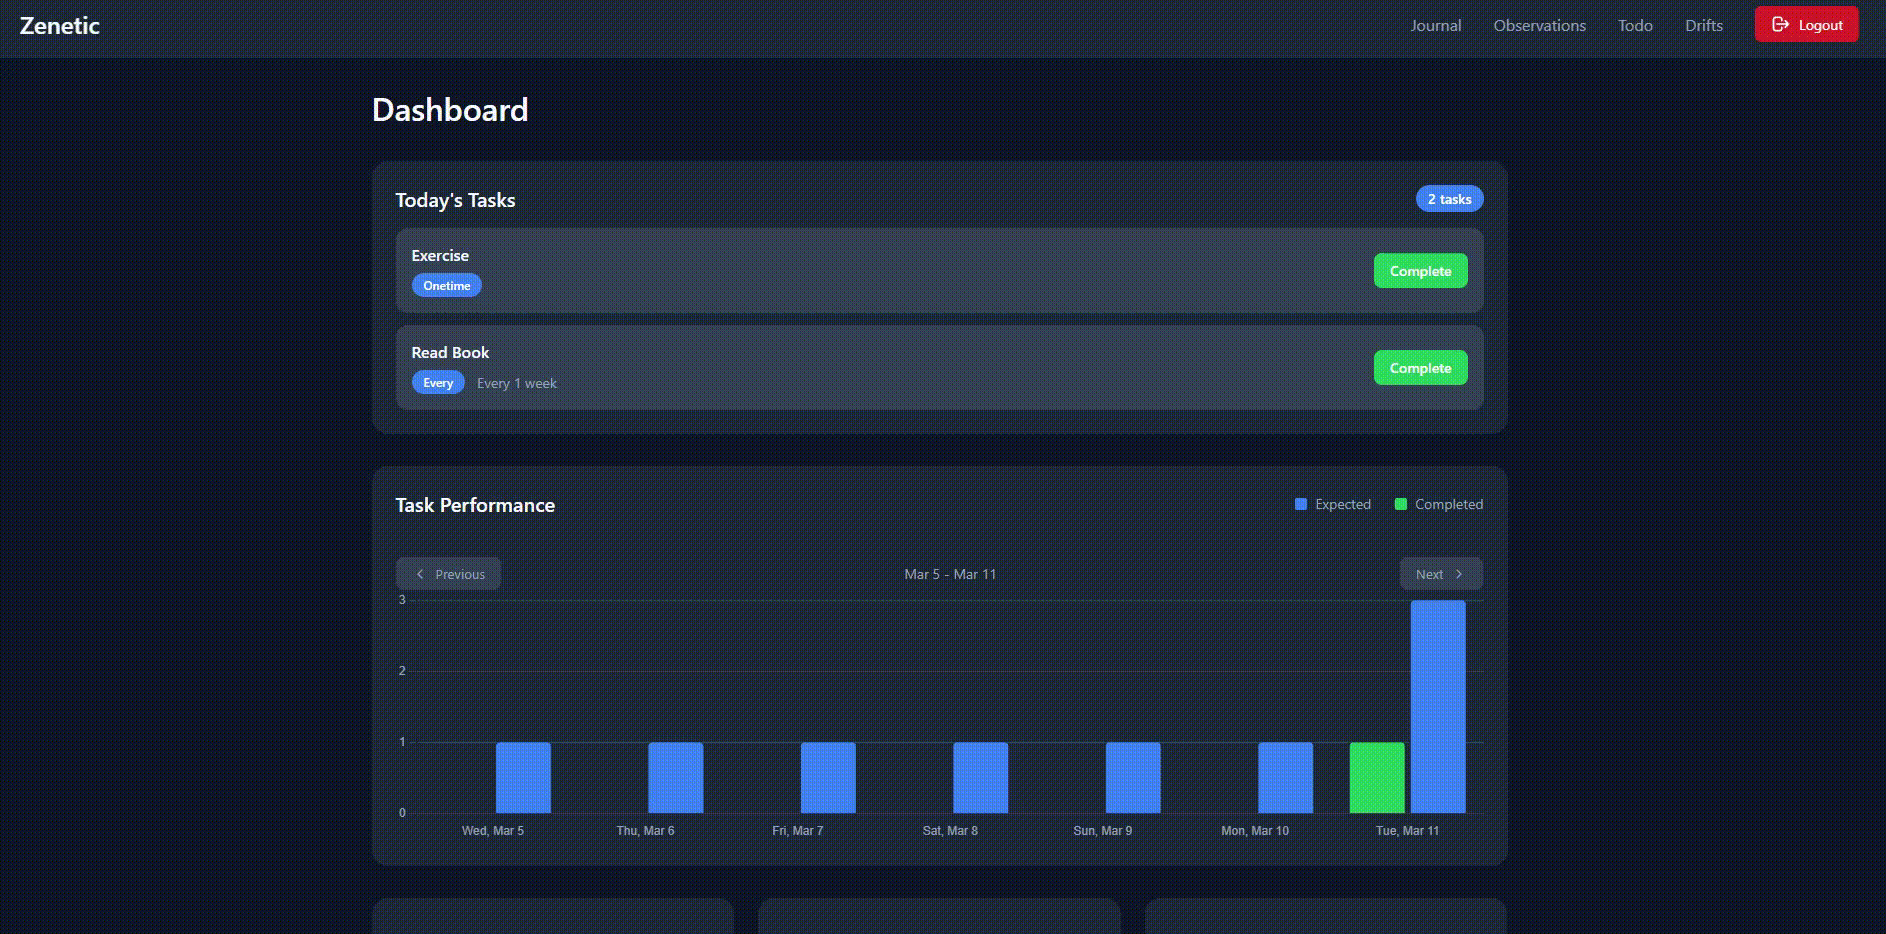 Zenetic
Journal Observations Todo Drifts Logout
Dashboard
Today's Tasks 2 tasks
Exercise
Onetime
Complete
Read Book
Every Every 1 week
Complete
Task Performance Expected Completed
Previous Mar 5 - Mar 11 Next
3
2
1
0
Wed, Mar 5 Thu, Mar 6 Fri, Mar 7 Sat, Mar 8 Sun, Mar 9 Mon, Mar 10 Tue, Mar 11